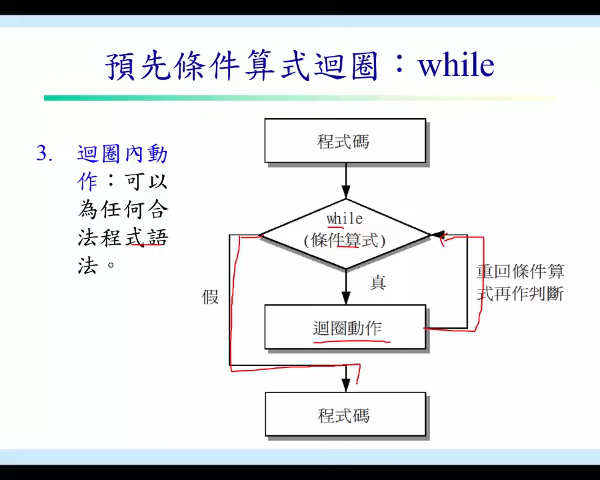 預先條件算式迴圈：while
3. 迴圈內動
作：可以
為任何合
法程式語
法。
程式碼
while
(條件算式)
真
假
重回條件算
式再作判斷
迴圈動作
程式碼